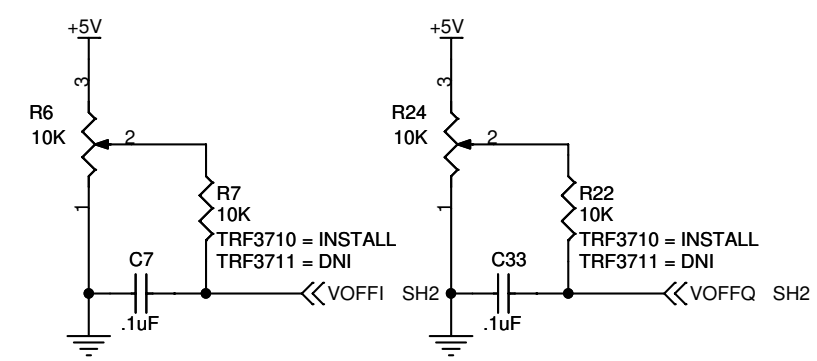 +5V
3
R6
10K
2
1
R7
10K
TRF3710 = INSTALL
TRF3711 = DNI
C7
.1uF
VOFFI SH2
+5V
3
R24
10K
2
1
R22
10K
TRF3710 = INSTALL
TRF3711 = DNI
C33
.1uF
VOFFQ SH2